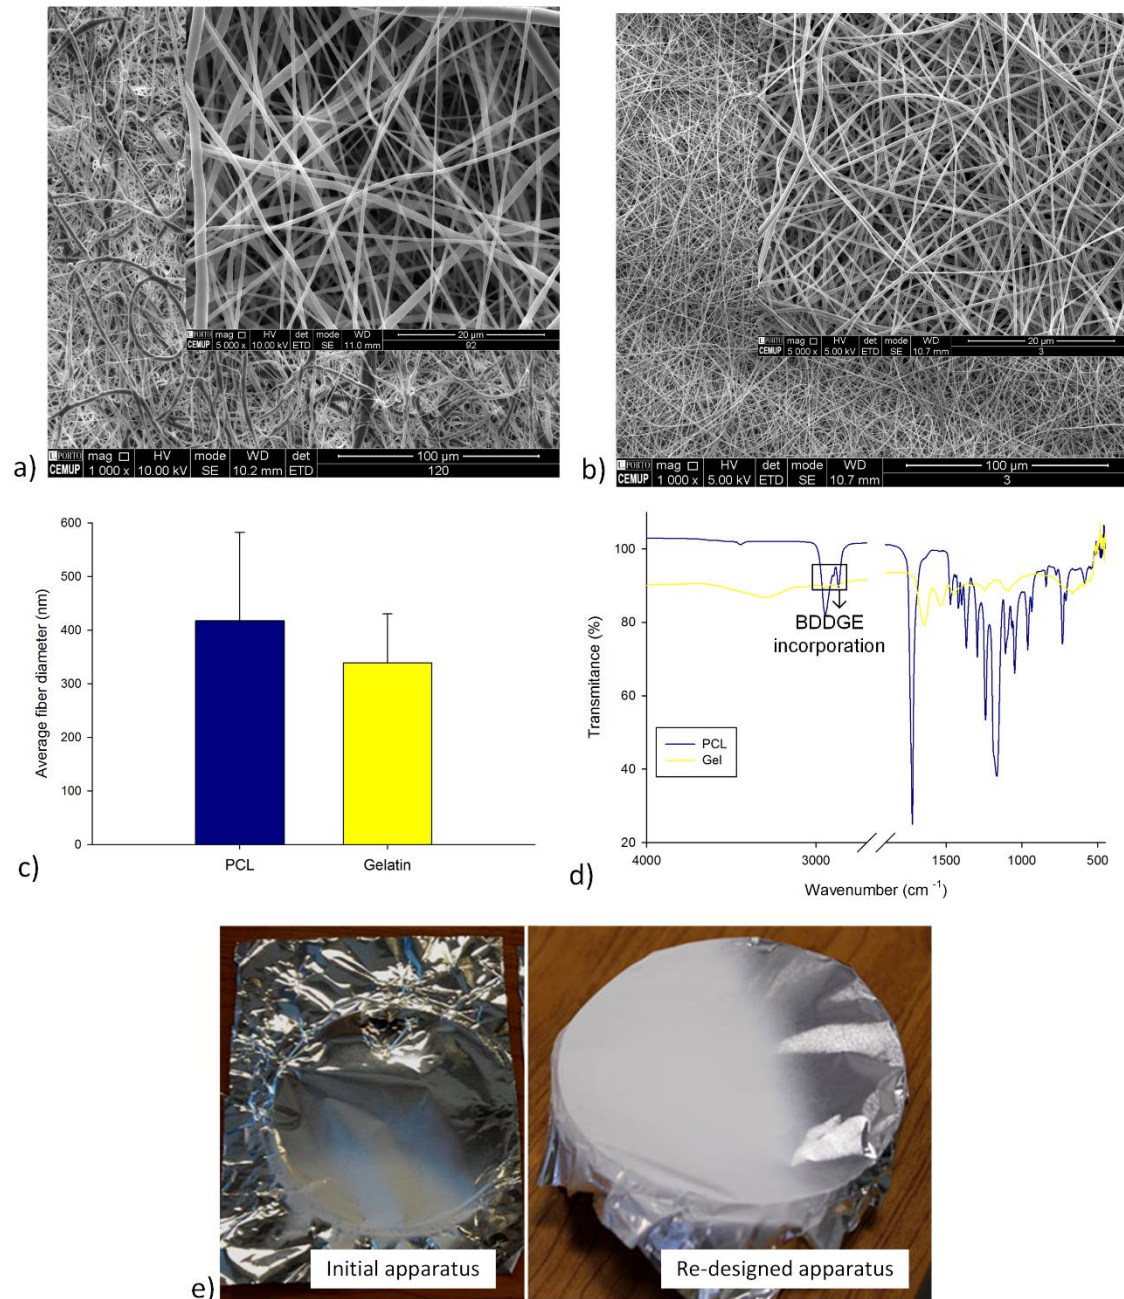 U.PORTO
CEMUP
mag □ HV det mode WD
5 000 x 10.00 kV ETD SE 11.0 mm
20 µm
92
U.PORTO
CEMUP
mag □ HV mode WD det
1 000 x 10.00 kV SE 10.2 mm ETD
100 µm
120
a)
U.PORTO
CEMUP
mag □ HV det mode WD
5 000 x 5.00 kV ETD SE 10.7 mm
20 µm
3
U.PORTO
CEMUP
mag □ HV det mode WD
1 000 x 5.00 kV ETD SE 10.7 mm
100 µm
3
b)
Average fiber diameter (nm)
600
500
400
300
200
100
0
PCL Gelatin
c)
Transmitance (%)
100
80
60
40
20
BDDGE
incorporation
PCL
Gel
4000 3000 1500 1000 500
Wavenumber (cm -1)
d)
Initial apparatus
Re-designed apparatus
e)